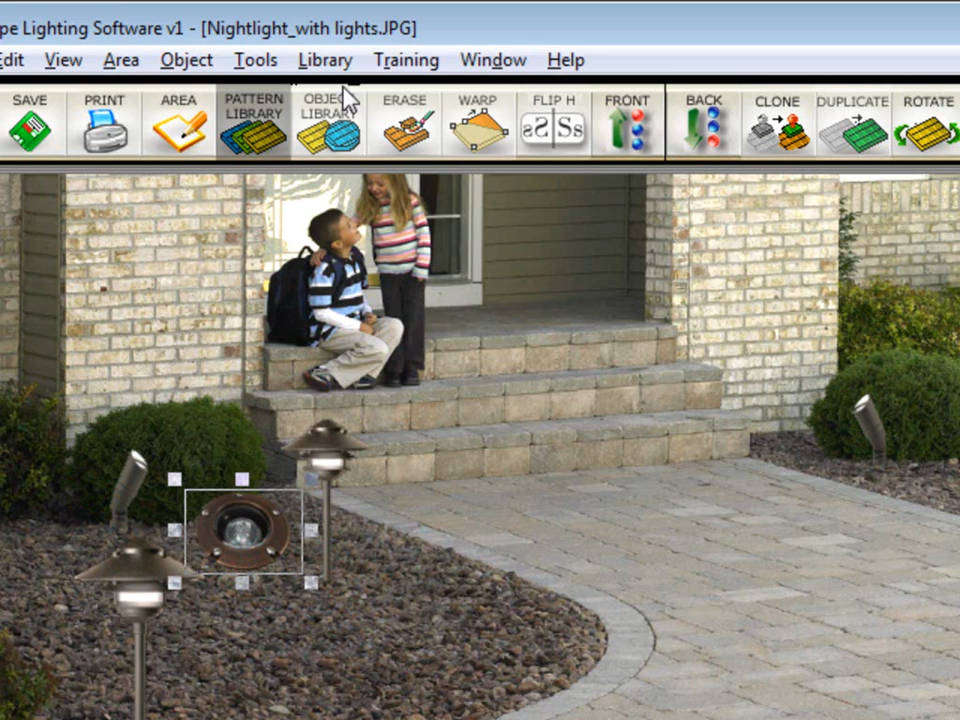 pe Lighting Software v1 - [Nightlight_with lights.JPG]
Edit View Area Object Tools Library Training Window Help
SAVE PRINT AREA PATTERN LIBRARY OBJECT LIBRARY ERASE WARP FLIP H FRONT BACK CLONE DUPLICATE ROTATE
Ss